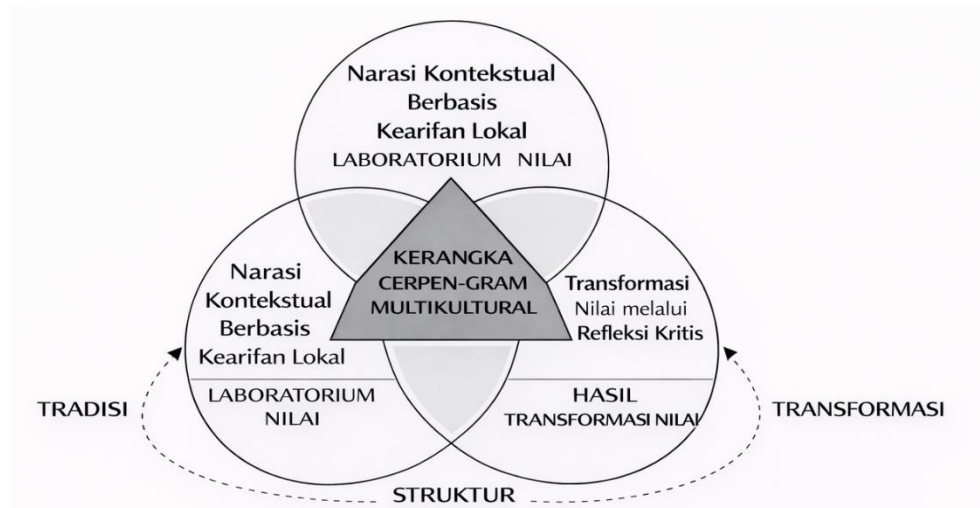 Narasi Kontekstual
Berbasis
Kearifan Lokal
LABORATORIUM NILAI
KERANGKA
CERPEN-GRAM
MULTIKULTURAL
Narasi
Kontekstual
Berbasis
Kearifan Lokal
LABORATORIUM
NILAI
Transformasi
Nilai melalui
Refleksi Kritis
HASIL
TRANSFORMASI NILAI
TRADISI
TRANSFORMASI
STRUKTUR